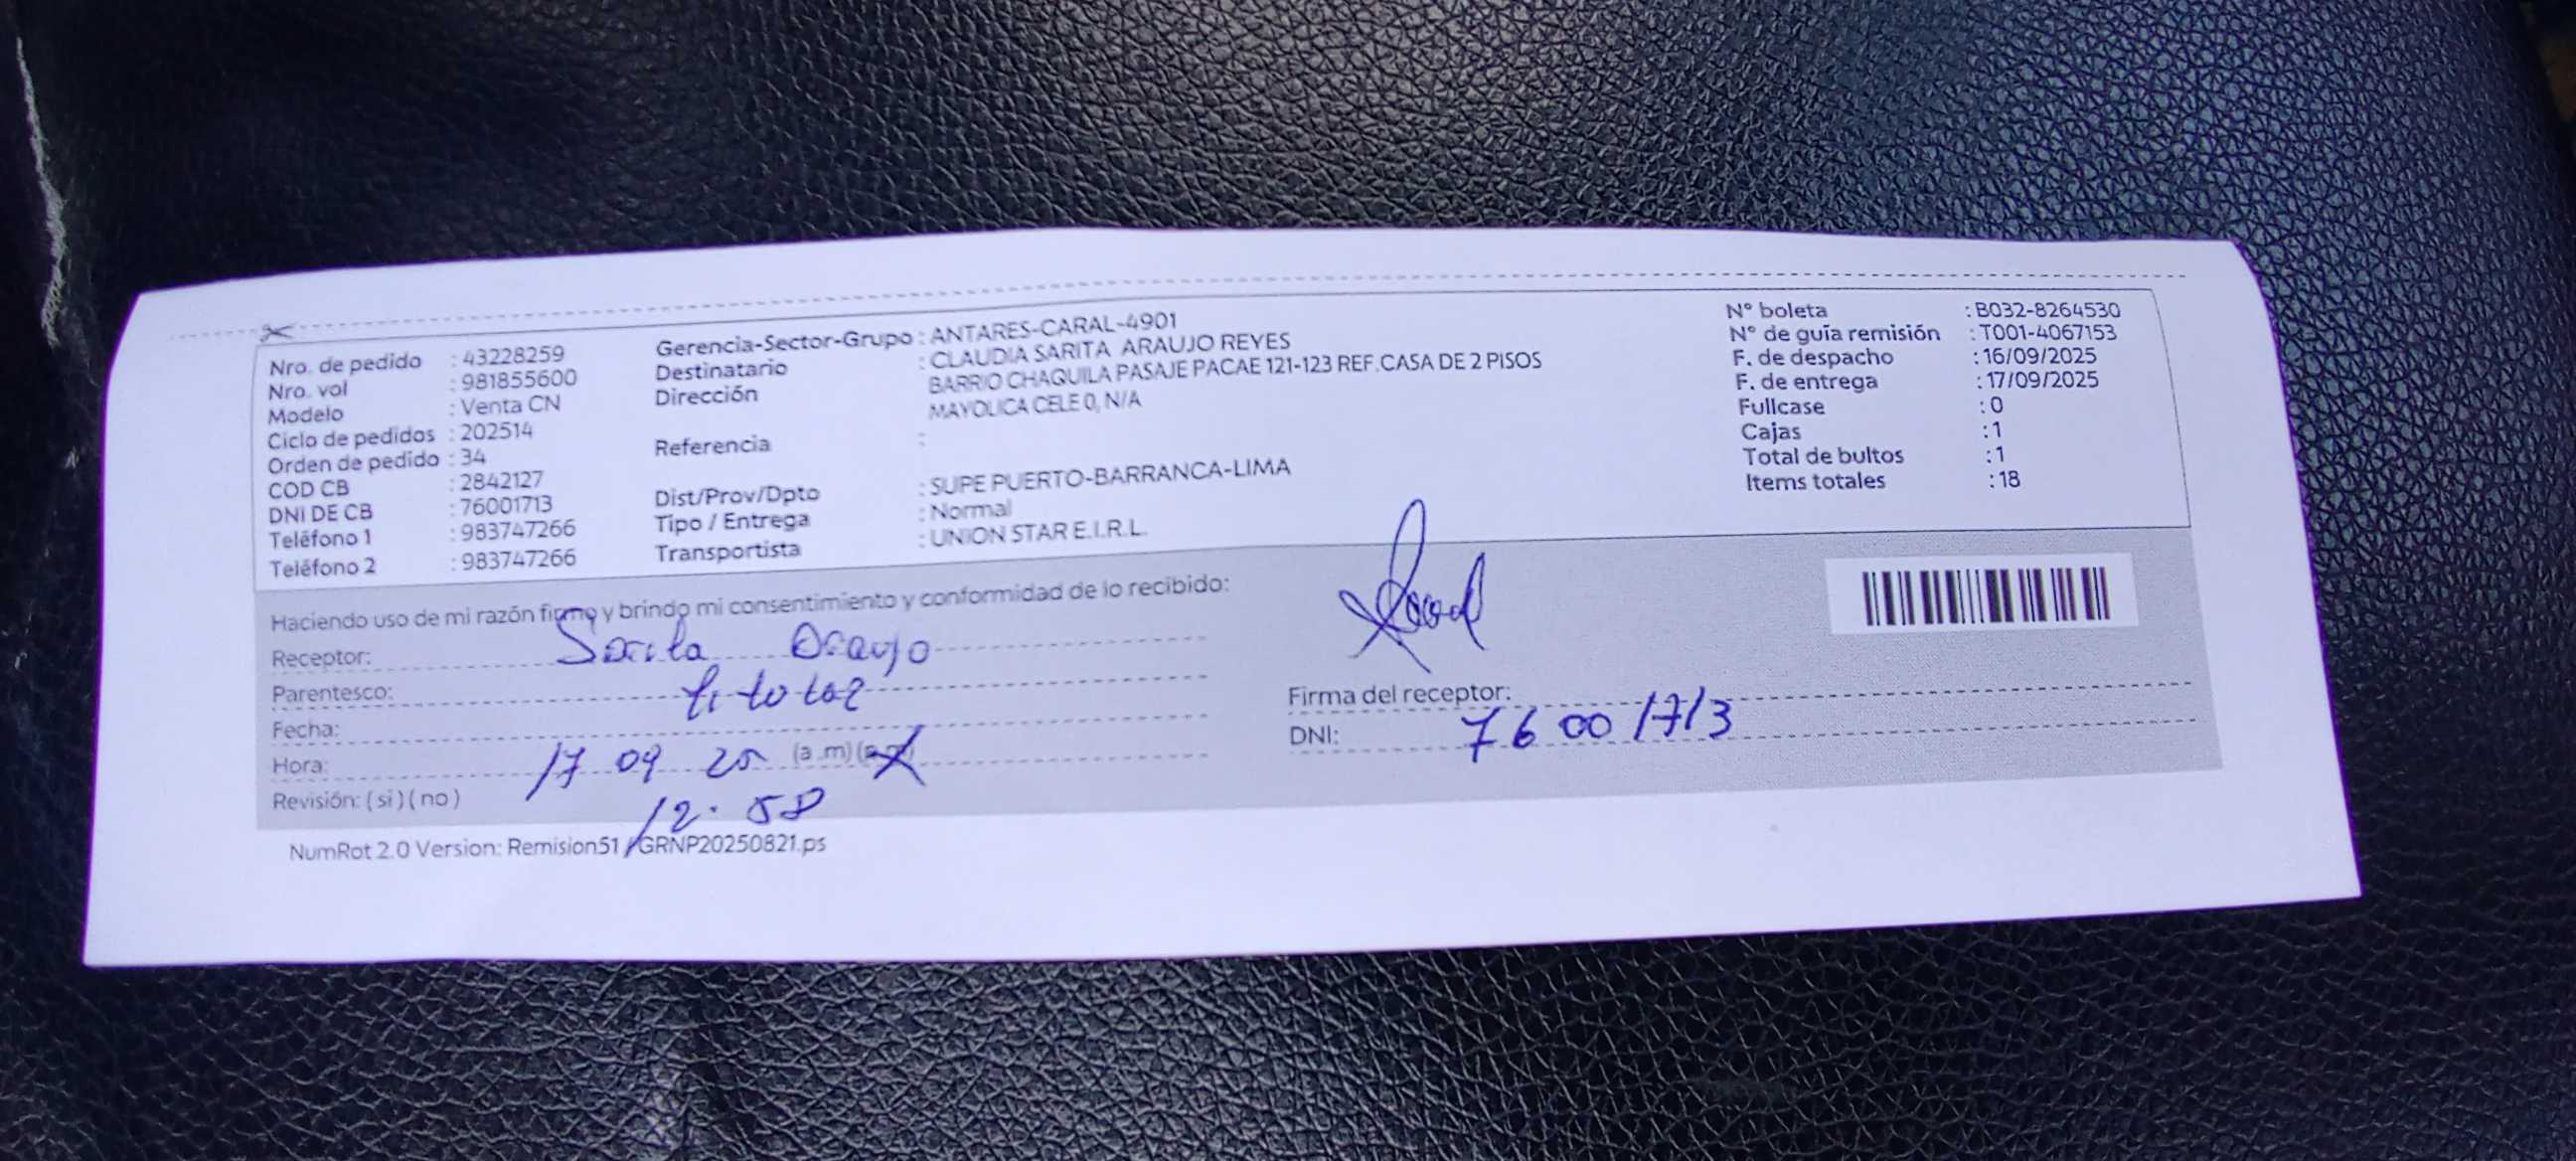 Nro. de pedido : 43228259
Nro. vol : 981855600
Modelo : Venta CN
Ciclo de pedidos : 202514
Orden de pedido : 34
COD CB : 2842127
DNI DE CB : 76001713
Teléfono 1 : 983747266
Teléfono 2 : 983747266
Gerencia-Sector-Grupo : ANTARES-CARAL-4901
Destinatario : CLAUDIA SARITA ARAUJO REYES
Dirección BARRIO CHAQUILA PASAJE PACAE 121-123 REF.CASA DE 2 PISOS
MAYOLICA CELE 0, N/A
Referencia :
Dist/Prov/Dpto : SUPE PUERTO-BARRANCA-LIMA
Tipo / Entrega : Normal
Transportista : UNION STAR E.I.R.L.
N° boleta : B032-8264530
N° de guía remisión : T001-4067153
F. de despacho : 16/09/2025
F. de entrega : 17/09/2025
Fullcase : 0
Cajas : 1
Total de bultos : 1
Items totales : 18
Haciendo uso de mi razón firmo y brindo mi consentimiento y conformidad de lo recibido:
Receptor: Sarita Araujo
Parentesco: titular
Fecha:
Hora: 17 09 25 (a .m) (p.m)
Revisión: ( si ) ( no ) 12:58
Firma del receptor:
DNI: 76001713
NumRot 2.0 Version: Remision51 / GRNP20250821.ps